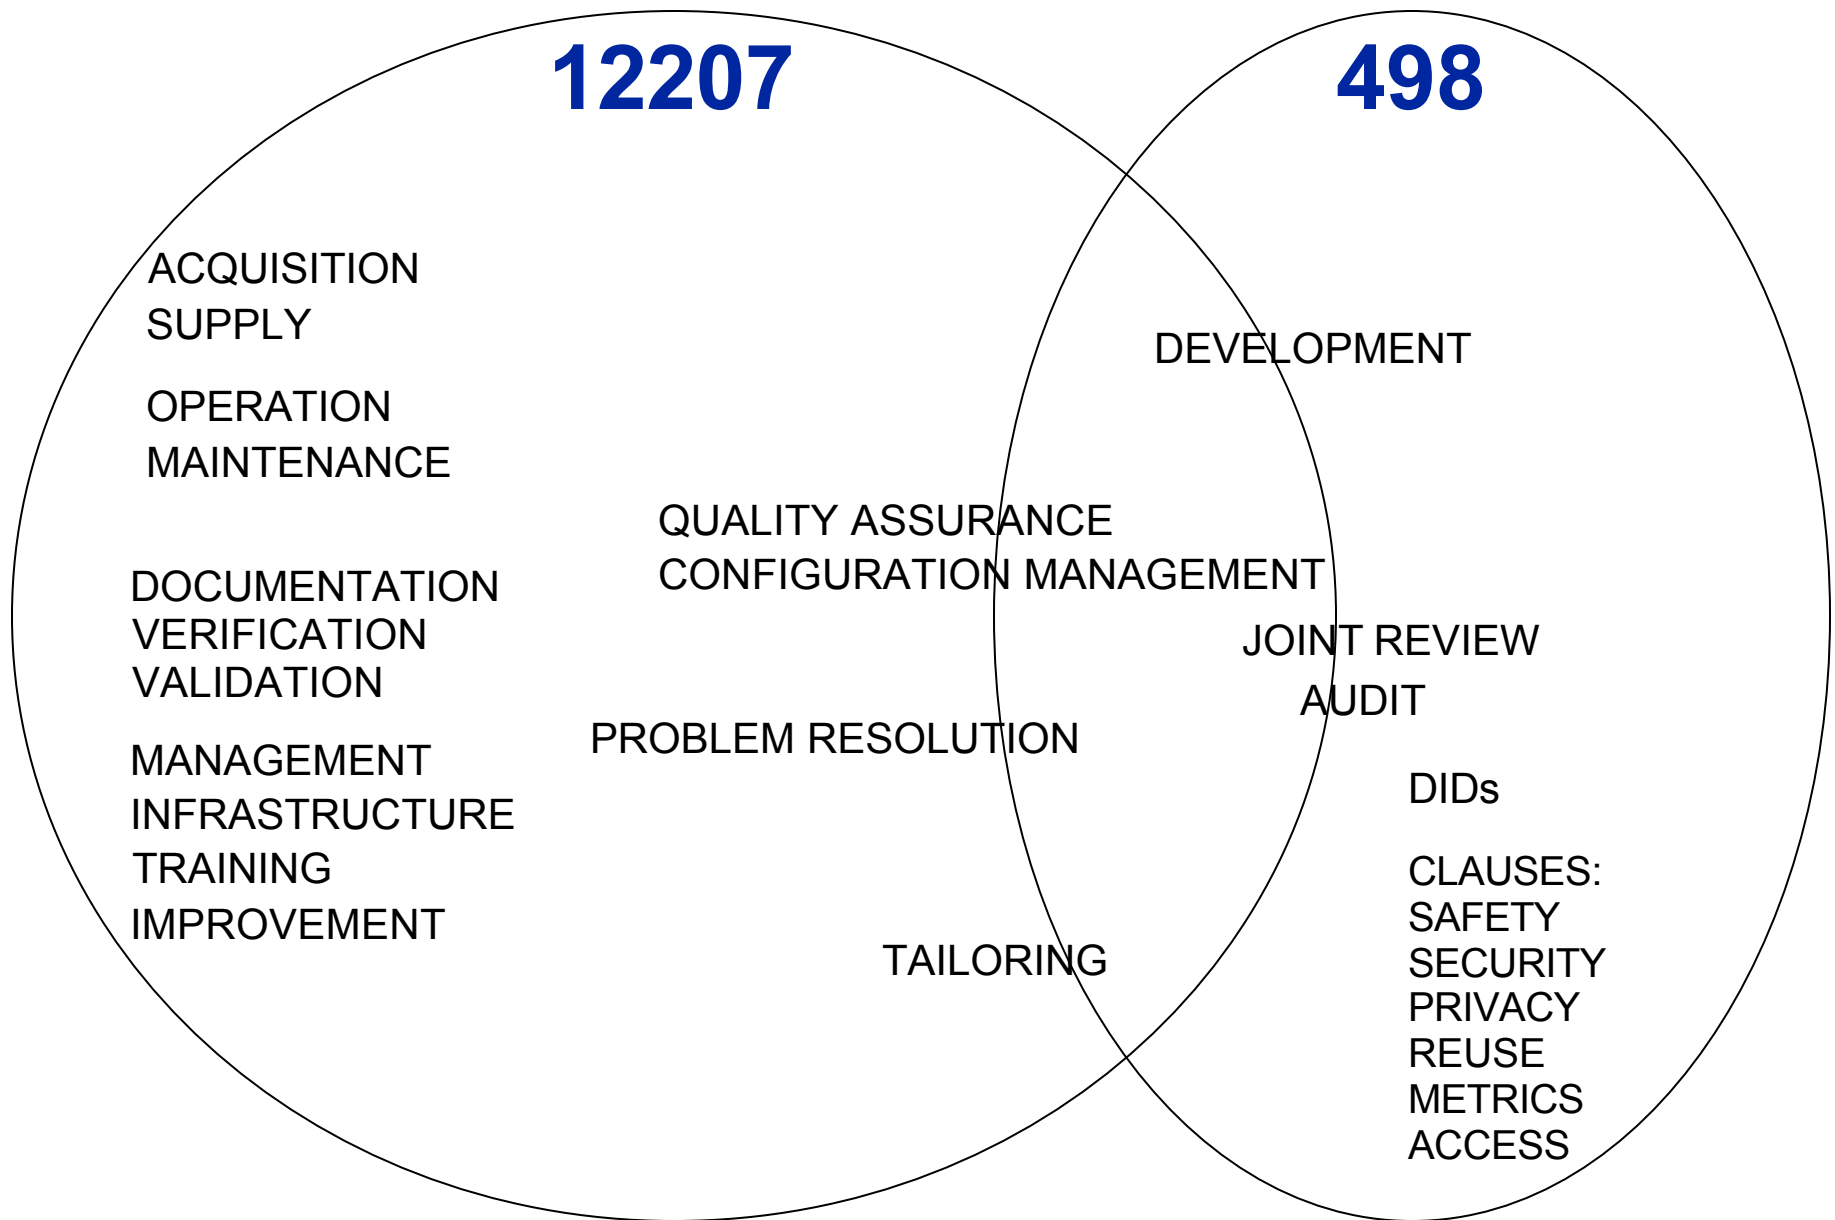 12207
498
ACQUISITION
SUPPLY
OPERATION
MAINTENANCE
DOCUMENTATION
VERIFICATION
VALIDATION
MANAGEMENT
INFRASTRUCTURE
TRAINING
IMPROVEMENT
QUALITY ASSURANCE
CONFIGURATION MANAGEMENT
PROBLEM RESOLUTION
TAILORING
DEVELOPMENT
JOINT REVIEW
AUDIT
DIDs
CLAUSES:
SAFETY
SECURITY
PRIVACY
REUSE
METRICS
ACCESS